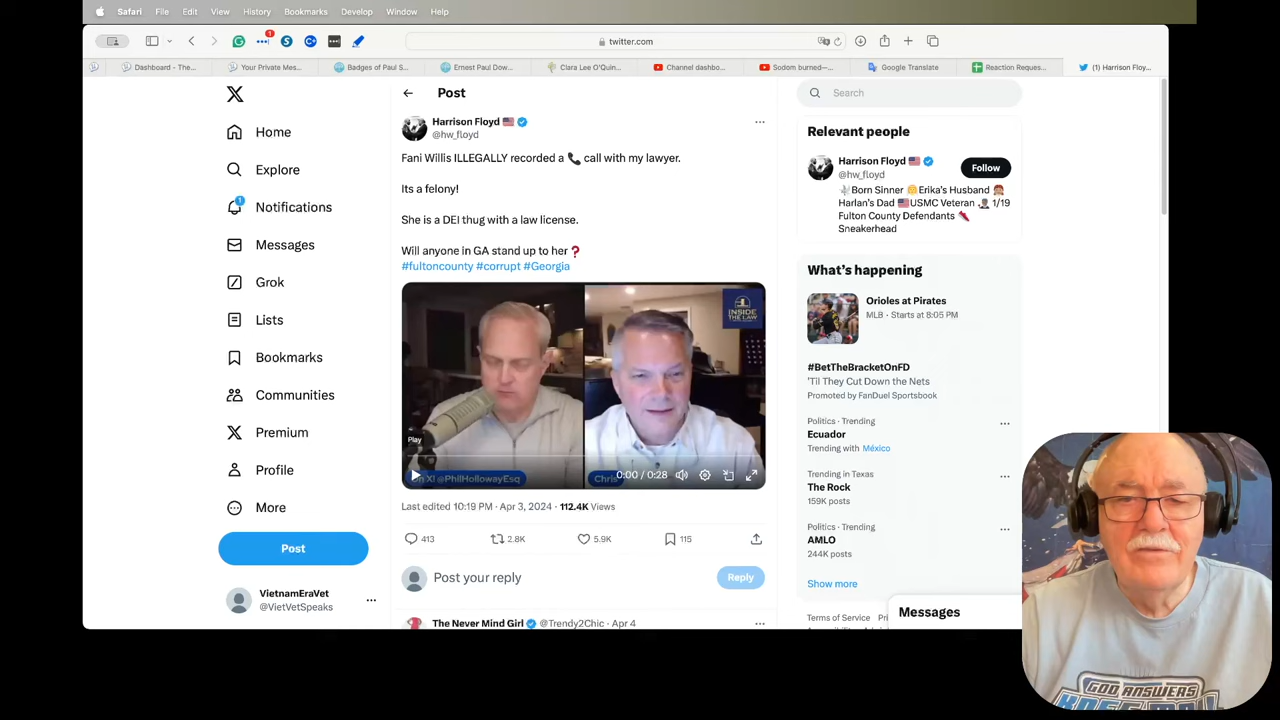 Safari File Edit View History Bookmarks Develop Window Help
twitter.com
Dashboard - The...
Your Private Mes...
Badges of Paul S...
Ernest Paul Dow...
Clara Lee O'Quin...
Channel dashbo...
Sodom burned—...
Google Translate
Reaction Reques...
(1) Harrison Floy...
Home
Explore
1
Notifications
Messages
Grok
Lists
Bookmarks
Communities
Premium
Profile
More
Post
VietnamEraVet
@VietVetSpeaks
Post
Harrison Floyd
@hw_floyd
Fani Willis ILLEGALLY recorded a 📞 call with my lawyer.
Its a felony!
She is a DEI thug with a law license.
Will anyone in GA stand up to her ❓
#fultoncounty #corrupt #Georgia
INSIDE
THE LAW
Play
On X! @PhilHollowayEsq
Chris
0:00 / 0:28
Last edited 10:19 PM · Apr 3, 2024 · 112.4K Views
413 2.8K 5.9K 115
Post your reply
Reply
The Never Mind Girl @Trendy2Chic · Apr 4
Search
Relevant people
Harrison Floyd
@hw_floyd
Follow
Born Sinner Erika's Husband
Harlan's Dad USMC Veteran 1/19
Fulton County Defendants
Sneakerhead
What's happening
Orioles at Pirates
MLB · Starts at 8:05 PM
#BetTheBracketOnFD
'Til They Cut Down the Nets
Promoted by FanDuel Sportsbook
Politics · Trending
Ecuador
Trending with México
Trending in Texas
The Rock
159K posts
Politics · Trending
AMLO
244K posts
Show more
Terms of Service
Messages
GOD ANSWERS